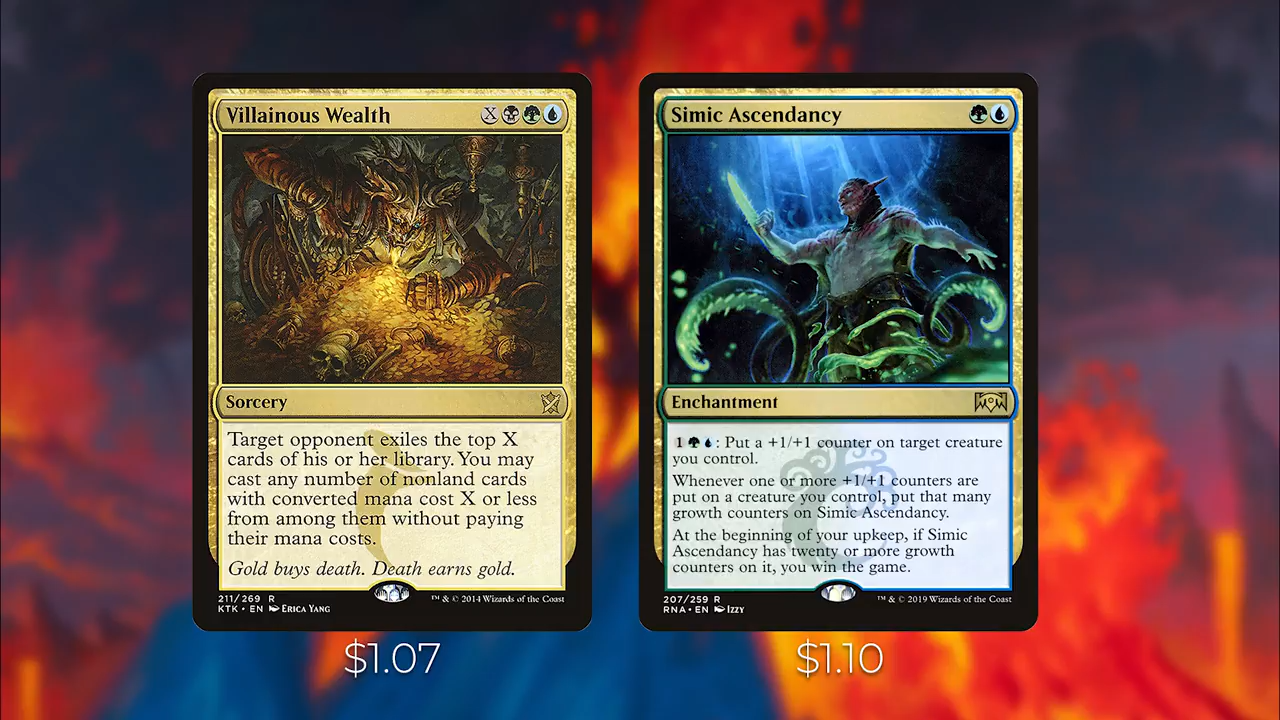 Villainous Wealth
X
Sorcery
Target opponent exiles the top X
cards of his or her library. You may
cast any number of nonland cards
with converted mana cost X or less
from among them without paying
their mana costs.
Gold buys death. Death earns gold.
211/269 R
KTK • EN Erica Yang
™ & © 2014 Wizards of the Coast
$1.07
Simic Ascendancy
Enchantment
1 : Put a +1/+1 counter on target creature
you control.
Whenever one or more +1/+1 counters are
put on a creature you control, put that many
growth counters on Simic Ascendancy.
At the beginning of your upkeep, if Simic
Ascendancy has twenty or more growth
counters on it, you win the game.
207/259 R
RNA • EN Izzy
™ & © 2019 Wizards of the Coast
$1.10